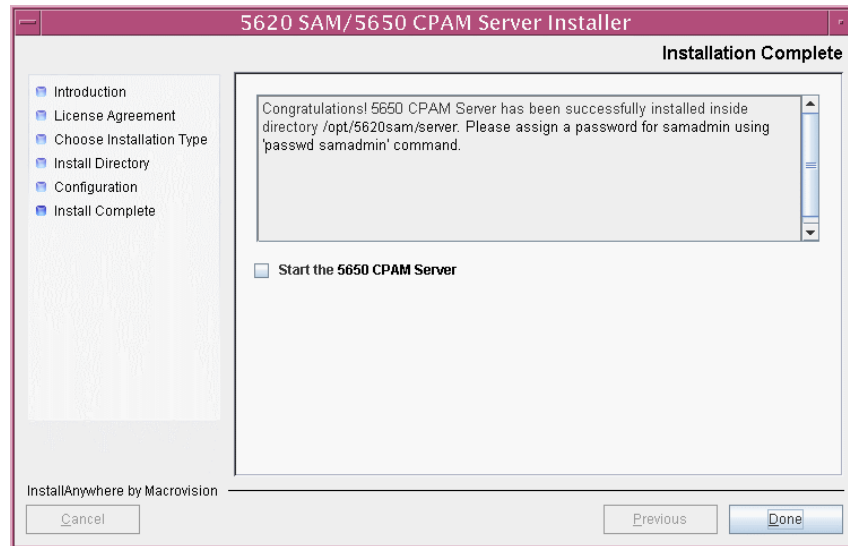 5620 SAM/5650 CPAM Server Installer
Installation Complete
Introduction
License Agreement
Choose Installation Type
Install Directory
Configuration
Install Complete
Congratulations! 5650 CPAM Server has been successfully installed inside
directory /opt/5620sam/server. Please assign a password for samadmin using
'passwd samadmin' command.
Start the 5650 CPAM Server
InstallAnywhere by Macrovision
Cancel
Previous
Done